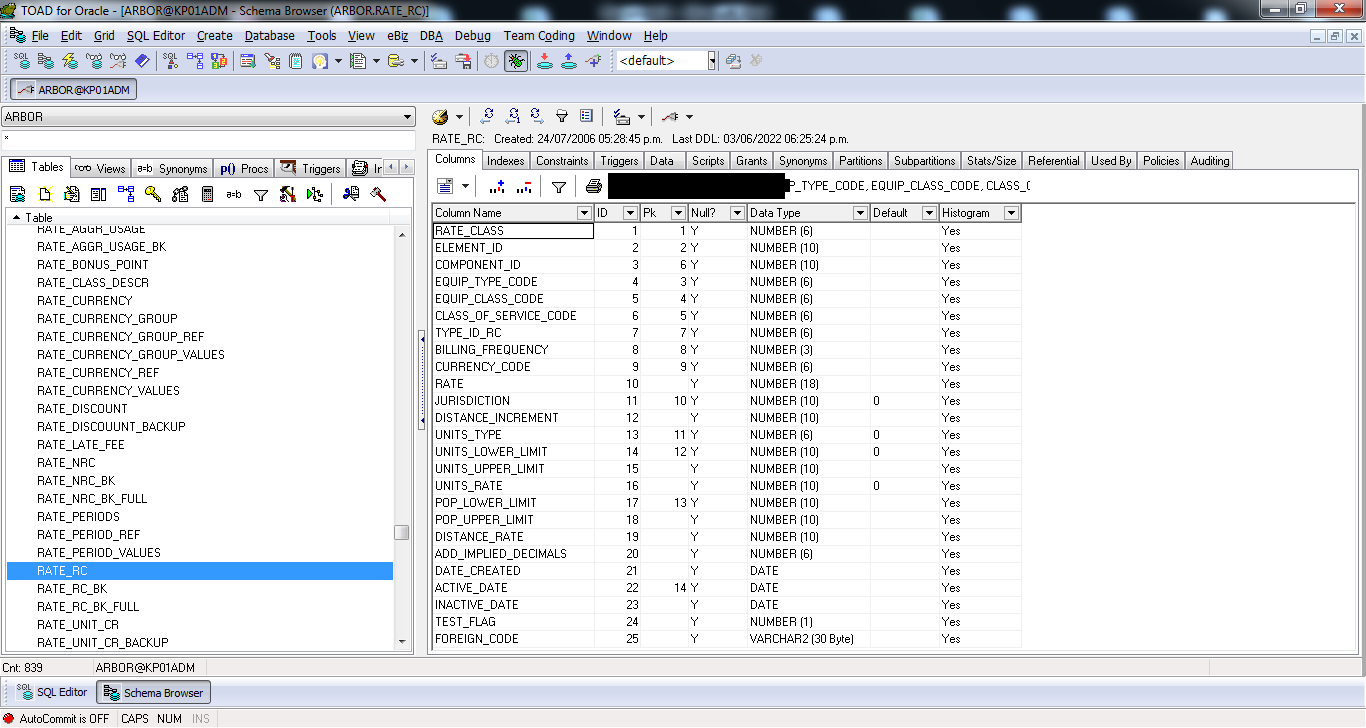 TOAD for Oracle - [ARBOR@KP01ADM - Schema Browser (ARBOR.RATE_RC)]
File Edit Grid SQL Editor Create Database Tools View eBiz DBA Debug Team Coding Window Help
<default>
ARBOR@KP01ADM
ARBOR
*
Tables Views Synonyms Procs Triggers Ir
Table
RATE_AGGR_USAGE
RATE_AGGR_USAGE_BK
RATE_BONUS_POINT
RATE_CLASS_DESCR
RATE_CURRENCY
RATE_CURRENCY_GROUP
RATE_CURRENCY_GROUP_REF
RATE_CURRENCY_GROUP_VALUES
RATE_CURRENCY_REF
RATE_CURRENCY_VALUES
RATE_DISCOUNT
RATE_DISCOUUNT_BACKUP
RATE_LATE_FEE
RATE_NRC
RATE_NRC_BK
RATE_NRC_BK_FULL
RATE_PERIODS
RATE_PERIOD_REF
RATE_PERIOD_VALUES
RATE_RC
RATE_RC_BK
RATE_RC_BK_FULL
RATE_UNIT_CR
RATE_UNIT_CR_BACKUP
RATE_RC: Created: 24/07/2006 05:28:45 p.m. Last DDL: 03/06/2022 06:25:24 p.m.
Columns Indexes Constraints Triggers Data Scripts Grants Synonyms Partitions Subpartitions Stats/Size Referential Used By Policies Auditing
P_TYPE_CODE, EQUIP_CLASS_CODE, CLASS_C
Column Name ID Pk Null? Data Type Default Histogram
RATE_CLASS 1 1 Y NUMBER (6) Yes
ELEMENT_ID 2 2 Y NUMBER (10) Yes
COMPONENT_ID 3 6 Y NUMBER (10) Yes
EQUIP_TYPE_CODE 4 3 Y NUMBER (6) Yes
EQUIP_CLASS_CODE 5 4 Y NUMBER (6) Yes
CLASS_OF_SERVICE_CODE 6 5 Y NUMBER (6) Yes
TYPE_ID_RC 7 7 Y NUMBER (6) Yes
BILLING_FREQUENCY 8 8 Y NUMBER (3) Yes
CURRENCY_CODE 9 9 Y NUMBER (6) Yes
RATE 10 Y NUMBER (18) Yes
JURISDICTION 11 10 Y NUMBER (10) 0 Yes
DISTANCE_INCREMENT 12 Y NUMBER (10) Yes
UNITS_TYPE 13 11 Y NUMBER (6) 0 Yes
UNITS_LOWER_LIMIT 14 12 Y NUMBER (10) 0 Yes
UNITS_UPPER_LIMIT 15 Y NUMBER (10) Yes
UNITS_RATE 16 Y NUMBER (10) 0 Yes
POP_LOWER_LIMIT 17 13 Y NUMBER (10) Yes
POP_UPPER_LIMIT 18 Y NUMBER (10) Yes
DISTANCE_RATE 19 Y NUMBER (10) Yes
ADD_IMPLIED_DECIMALS 20 Y NUMBER (6) Yes
DATE_CREATED 21 Y DATE Yes
ACTIVE_DATE 22 14 Y DATE Yes
INACTIVE_DATE 23 Y DATE Yes
TEST_FLAG 24 Y NUMBER (1) Yes
FOREIGN_CODE 25 Y VARCHAR2 (30 Byte) Yes
Cnt: 839 ARBOR@KP01ADM
SQL Editor Schema Browser
AutoCommit is OFF CAPS NUM INS